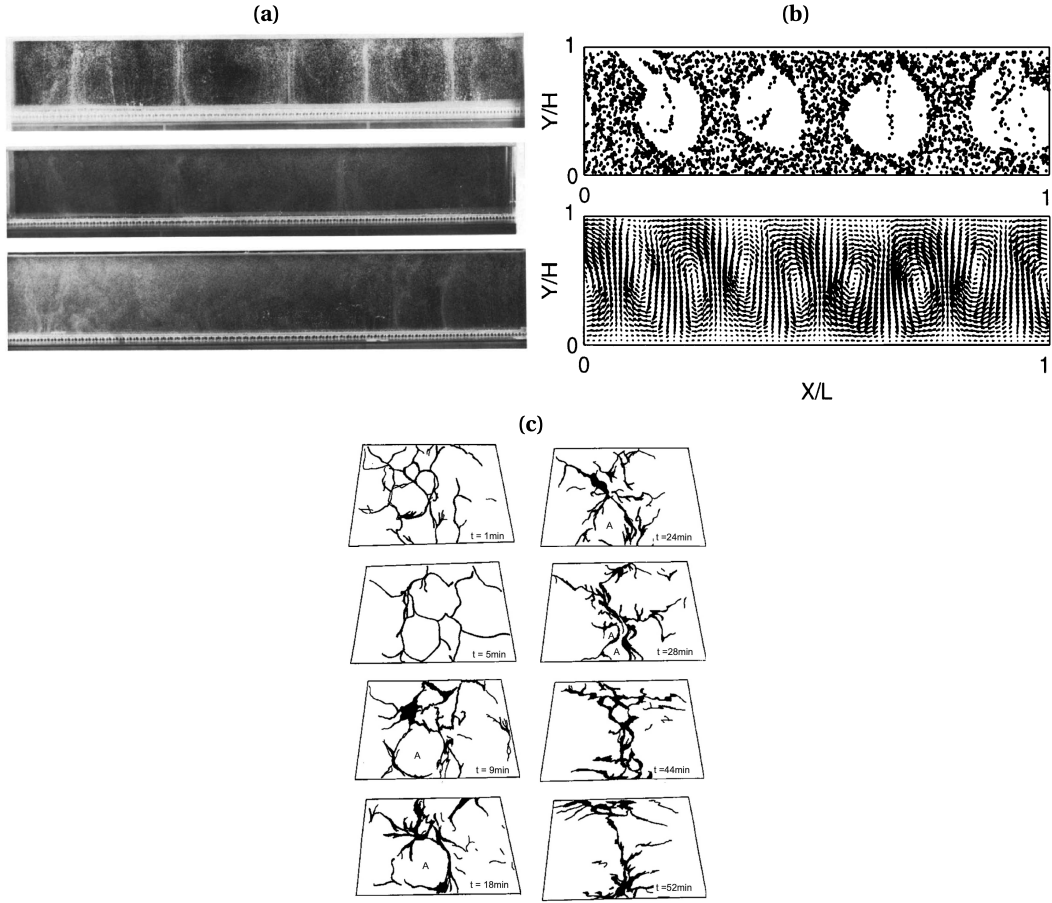 (a)
(b)
1
Y/H
0
0
1
1
Y/H
0
0
1
X/L
(c)
t = 1min
A
t =24min
t = 5min
A
A
t =28min
A
t = 9min
t =44min
A
t = 18min
t =52min